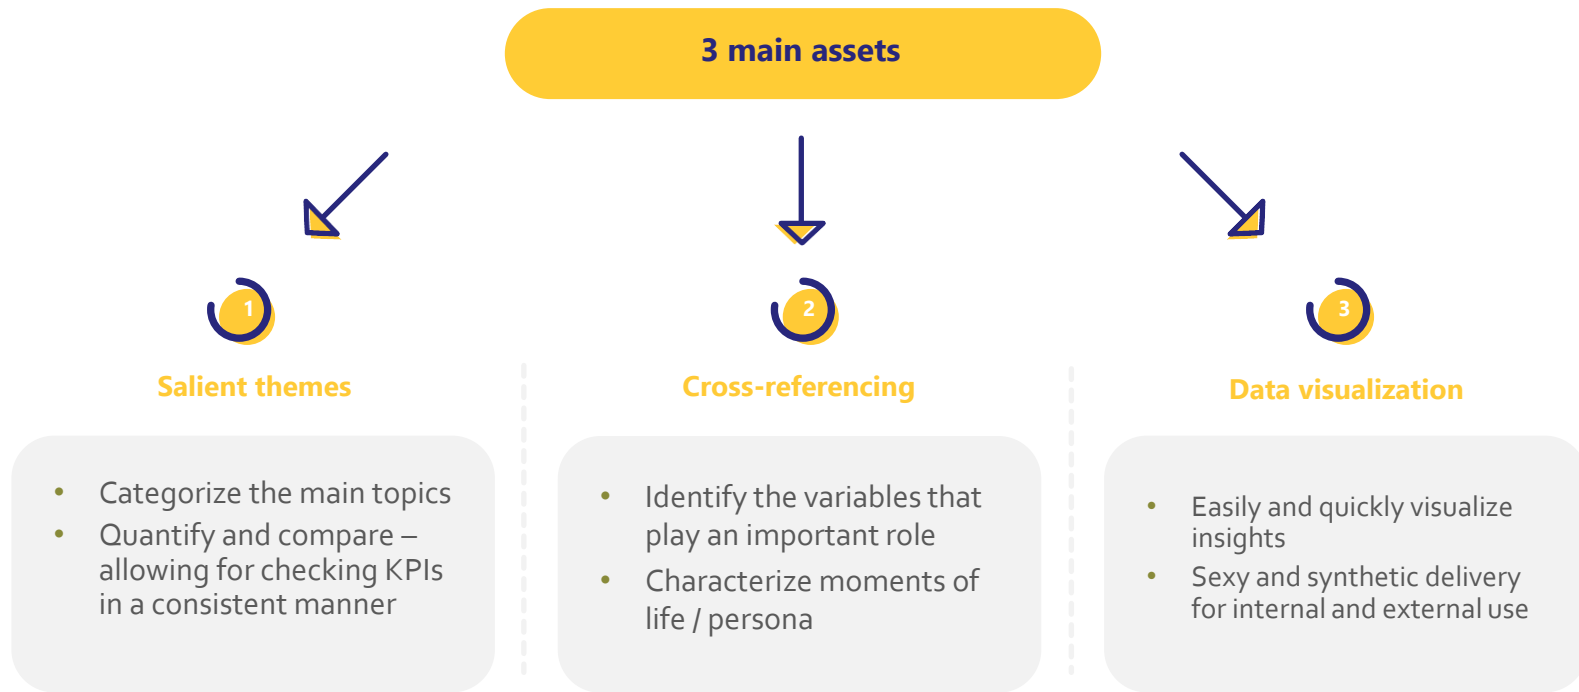 3 main assets
1
Salient themes
• Categorize the main topics
• Quantify and compare –
allowing for checking KPIs
in a consistent manner
2
Cross-referencing
• Identify the variables that
play an important role
• Characterize moments of
life / persona
3
Data visualization
• Easily and quickly visualize
insights
• Sexy and synthetic delivery
for internal and external use